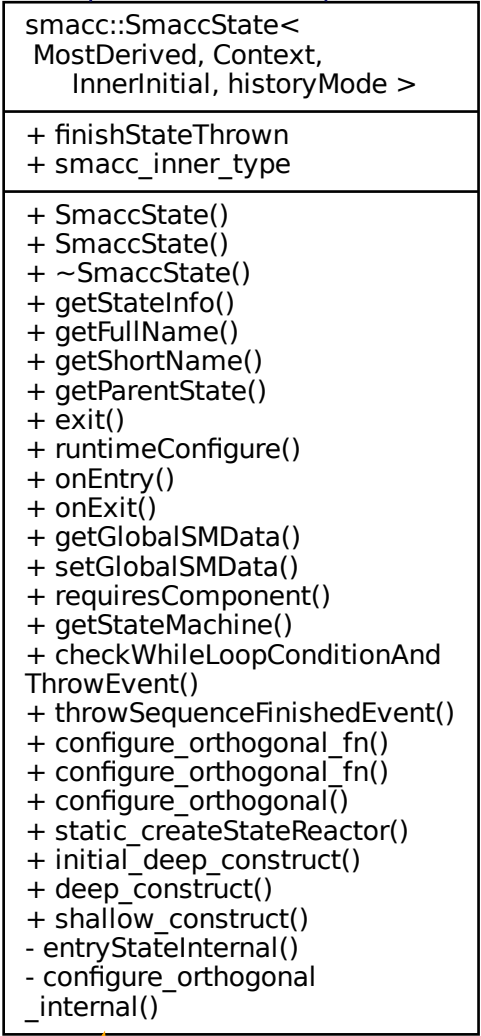 smacc::SmaccState<
MostDerived, Context,
InnerInitial, historyMode >
+ finishStateThrown
+ smacc_inner_type
+ SmaccState()
+ SmaccState()
+ ~SmaccState()
+ getStateInfo()
+ getFullName()
+ getShortName()
+ getParentState()
+ exit()
+ runtimeConfigure()
+ onEntry()
+ onExit()
+ getGlobalSMData()
+ setGlobalSMData()
+ requiresComponent()
+ getStateMachine()
+ checkWhileLoopConditionAnd
ThrowEvent()
+ throwSequenceFinishedEvent()
+ configure_orthogonal_fn()
+ configure_orthogonal_fn()
+ configure_orthogonal()
+ static_createStateReactor()
+ initial_deep_construct()
+ deep_construct()
+ shallow_construct()
- entryStateInternal()
- configure_orthogonal
_internal()